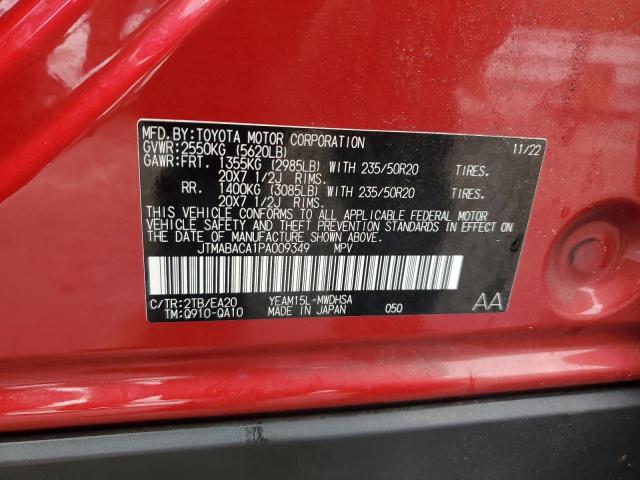 MFD.BY:TOYOTA MOTOR CORPORATION 11/22
GVWR:2550KG (5620LB)
GAWR:FRT. 1355KG (2985LB) WITH 235/50R20 TIRES.
20X7 1/2J RIMS.
RR. 1400KG (3085LB) WITH 235/50R20 TIRES.
20X7 1/2J RIMS.
THIS VEHICLE CONFORMS TO ALL APPLICABLE FEDERAL MOTOR
VEHICLE SAFETY AND THEFT PREVENTION STANDARDS IN EFFECT
ON THE DATE OF MANUFACTURE SHOWN ABOVE.
JTMABACA1PA009349 MPV
C/TR:2TB/EA20 YEAM15L-MWDHSA AA
TM:Q910-QA10 MADE IN JAPAN 050